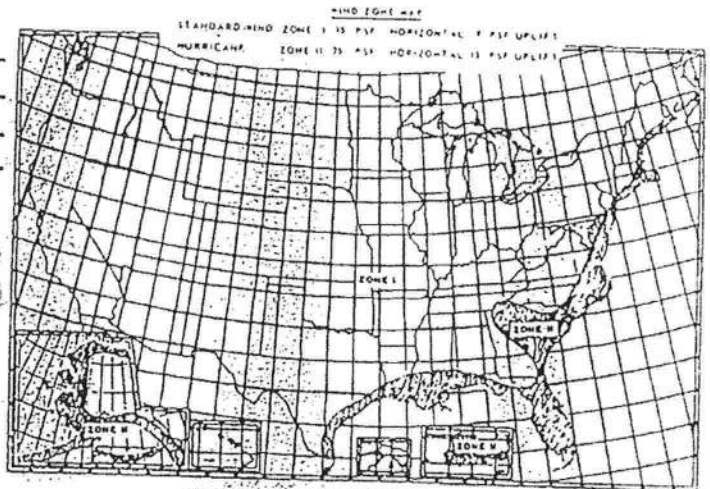 WIND ZONE MAP
STANDARD WIND ZONE I 15 PSF HORIZONTAL 9 PSF UPLIFT
HURRICANE ZONE II 25 PSF HORIZONTAL 15 PSF UPLIFT
ZONE I
ZONE II
ZONE II
ZONE II